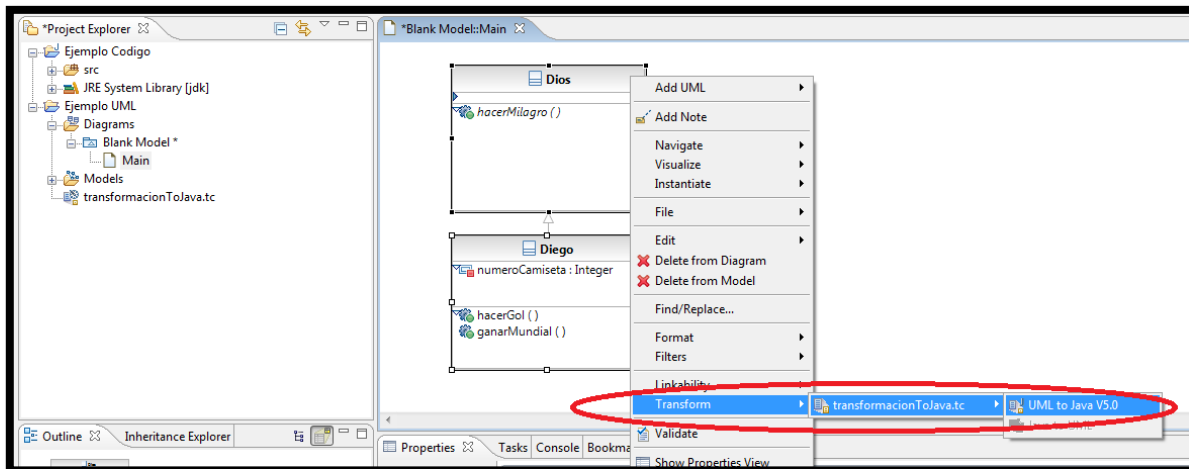 *Project Explorer
Ejemplo Codigo
src
JRE System Library [jdk]
Ejemplo UML
Diagrams
Blank Model *
Main
Models
transformacionToJava.tc
Outline
Inheritance Explorer
*Blank Model::Main
Dios
hacerMilagro ( )
Diego
numeroCamiseta : Integer
hacerGol ( )
ganarMundial ( )
Add UML
Add Note
Navigate
Visualize
Instantiate
File
Edit
Delete from Diagram
Delete from Model
Find/Replace...
Format
Filters
Linkability
Transform
transformacionToJava.tc
UML to Java V5.0
Validate
Show Properties View
Properties
Tasks
Console